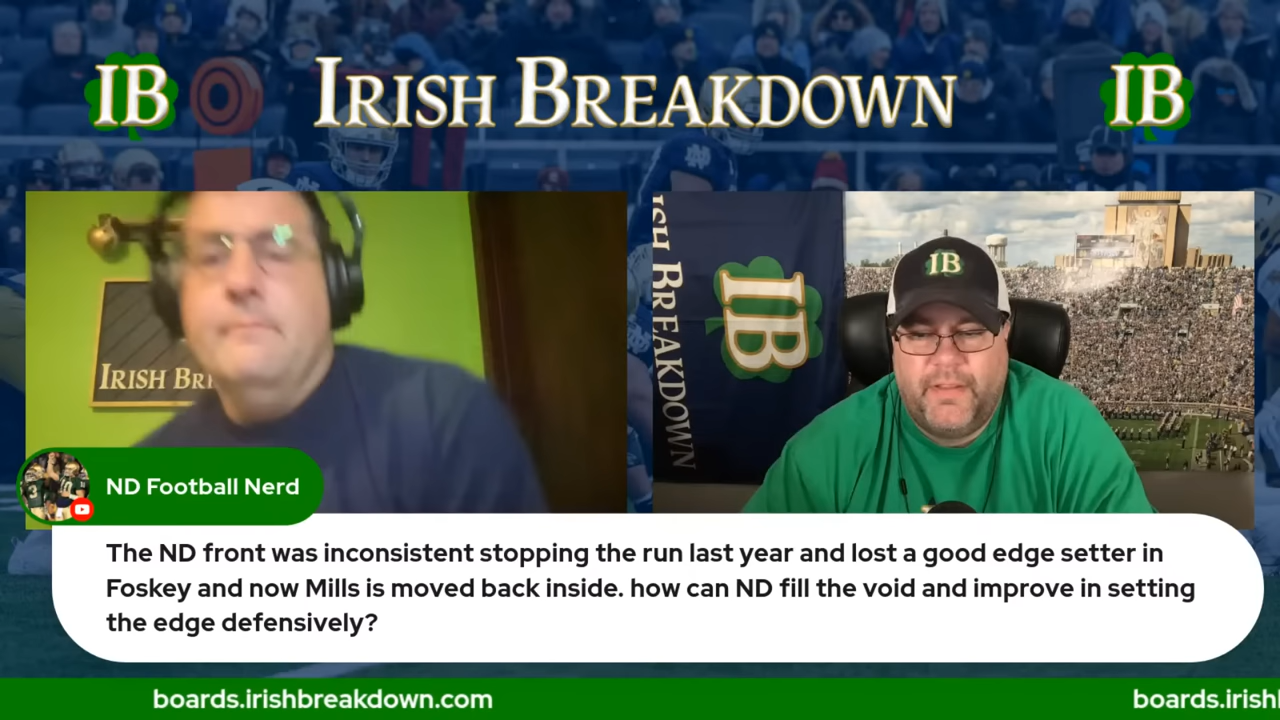 IB
IRISH BREAKDOWN
IB
IRISH BR
ISH BREAKDOWN
IB
IB
ND Football Nerd
The ND front was inconsistent stopping the run last year and lost a good edge setter in
Foskey and now Mills is moved back inside. how can ND fill the void and improve in setting
the edge defensively?
boards.irishbreakdown.com
boards.irish